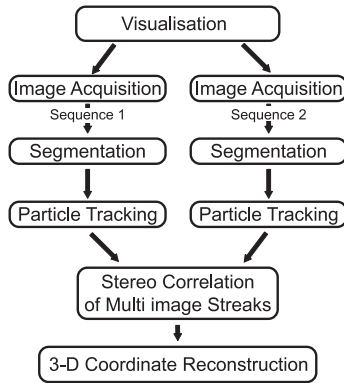 Visualisation
Image Acquisition
Image Acquisition
Sequence 1
Sequence 2
Segmentation
Segmentation
Particle Tracking
Particle Tracking
Stereo Correlation
of Multi image Streaks
3-D Coordinate Reconstruction